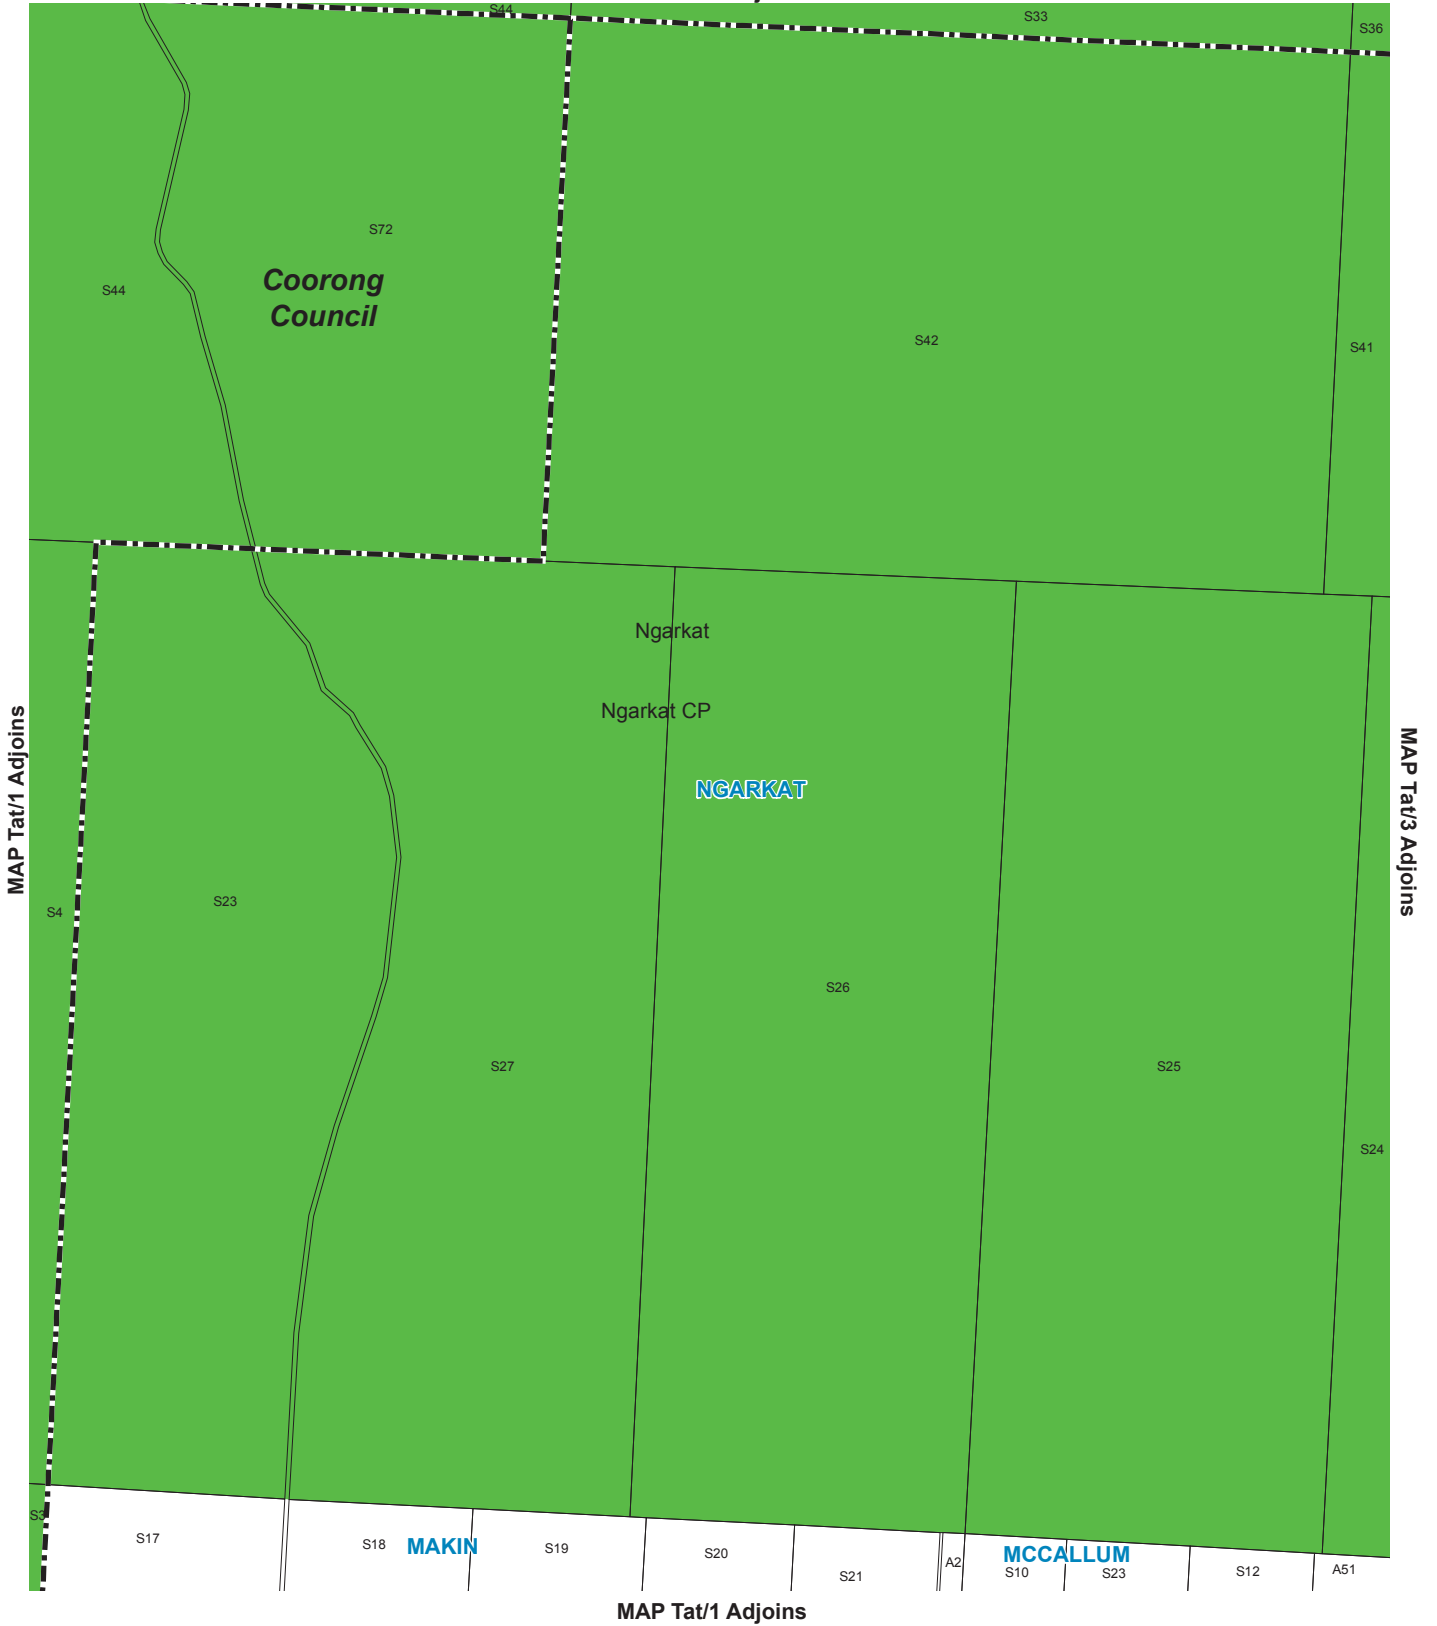 S44
S33
S36
S72
Coorong
Council
S44
S42
S41
Ngarkat
Ngarkat CP
NGARKAT
MAP Tat/1 Adjoins
MAP Tat/3 Adjoins
S23
S4
S26
S27
S25
S24
S3
S17
S18
MAKIN
S19
S20
S21
A2
MCCALLUM
S10
S23
S12
A51
MAP Tat/1 Adjoins